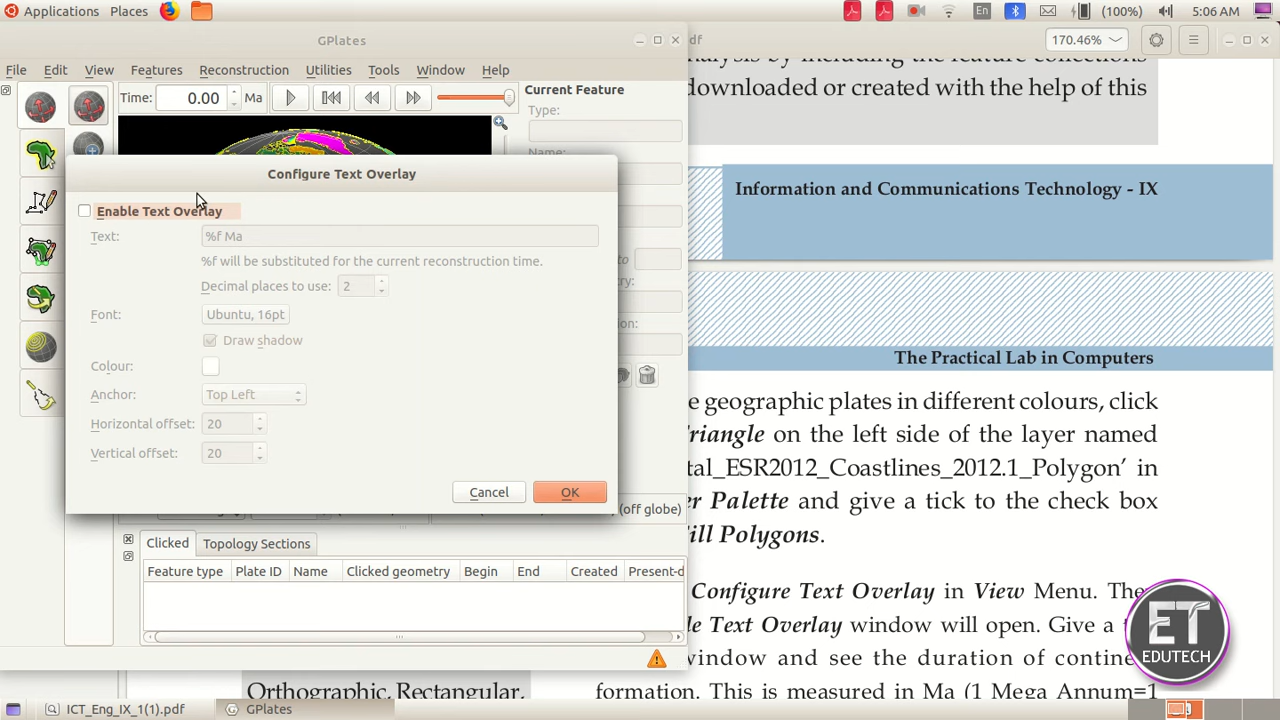 Applications Places En (100%) 5:06 AM
GPlates
File Edit View Features Reconstruction Utilities Tools Window Help
Time: 0.00 Ma
Current Feature
Type:
Configure Text Overlay
Enable Text Overlay
Text: %f Ma
%f will be substituted for the current reconstruction time.
Decimal places to use: 2
Font: Ubuntu, 16pt
Draw shadow
Colour:
Anchor: Top Left
Horizontal offset: 20
Vertical offset: 20
Cancel OK
(off globe)
Clicked Topology Sections
Feature type Plate ID Name Clicked geometry Begin End Created Present-d
df 170.46%
by including the feature collections
downloaded or created with the help of this
Information and Communications Technology - IX
The Practical Lab in Computers
geographic plates in different colours, click
on the left side of the layer named
tal_ESR2012_Coastlines_2012.1_Polygon’ in
Palette and give a tick to the check box
Polygons.
Configure Text Overlay in View Menu. The
Text Overlay window will open. Give a
window and see the duration of
formation. This is measured in Ma (1 Mega Annum=1
Orthographic, Rectangular,
ET
EDUTECH
ICT_Eng_IX_1(1).pdf GPlates